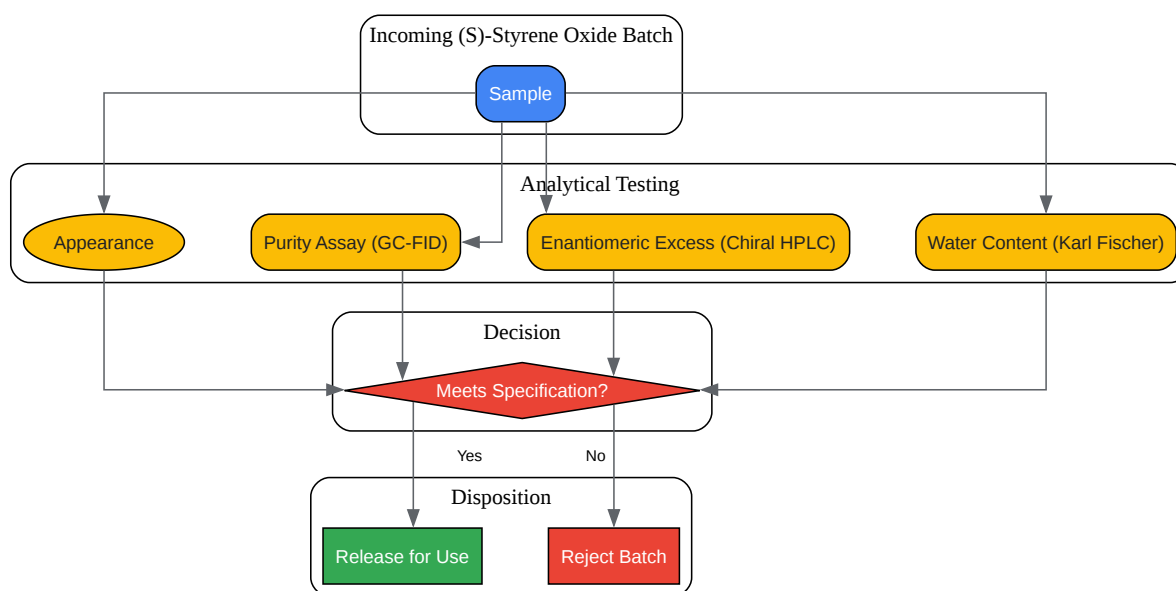 Incoming (S)-Styrene Oxide Batch
Sample
Analytical Testing
Appearance
Purity Assay (GC-FID)
Enantiomeric Excess (Chiral HPLC)
Water Content (Karl Fischer)
Decision
Meets Specification?
Yes
No
Disposition
Release for Use
Reject Batch